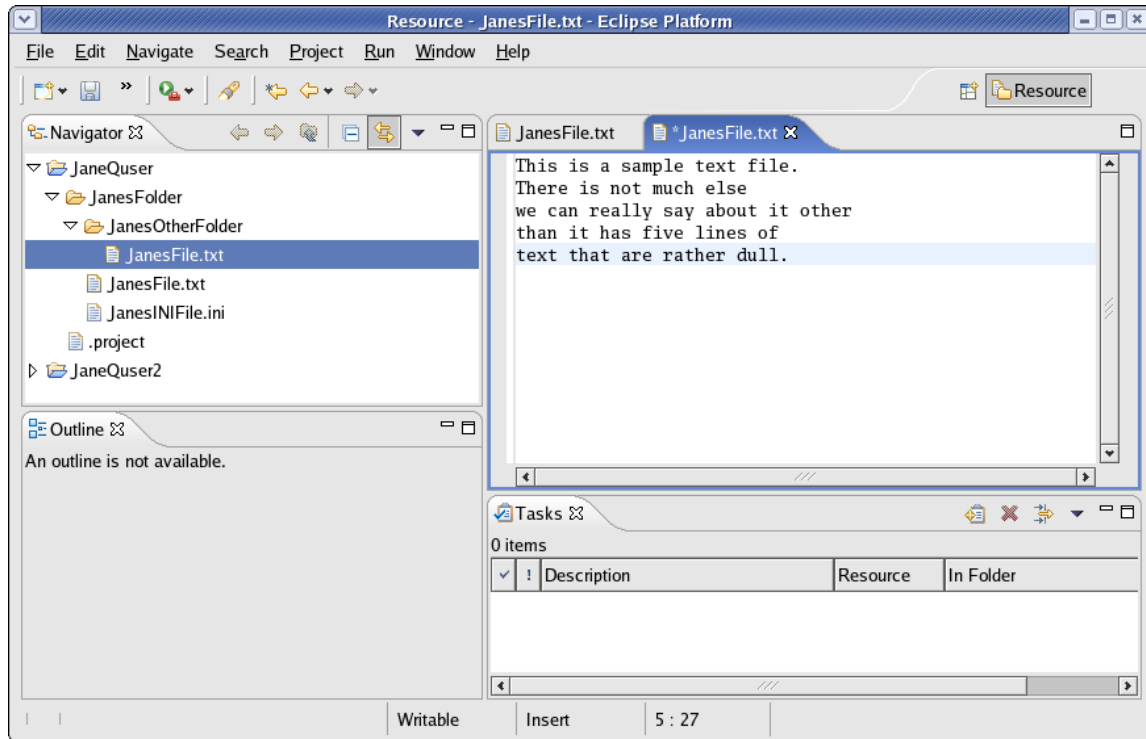 Resource - JanesFile.txt - Eclipse Platform
File Edit Navigate Search Project Run Window Help
» Resource
Navigator
JaneQuser
JanesFolder
JanesOtherFolder
JanesFile.txt
JanesFile.txt
JanesINIFile.ini
.project
JaneQuser2
JanesFile.txt *JanesFile.txt
This is a sample text file.
There is not much else
we can really say about it other
than it has five lines of
text that are rather dull.
Outline
An outline is not available.
Tasks
0 items
! Description Resource In Folder
Writable Insert 5 : 27